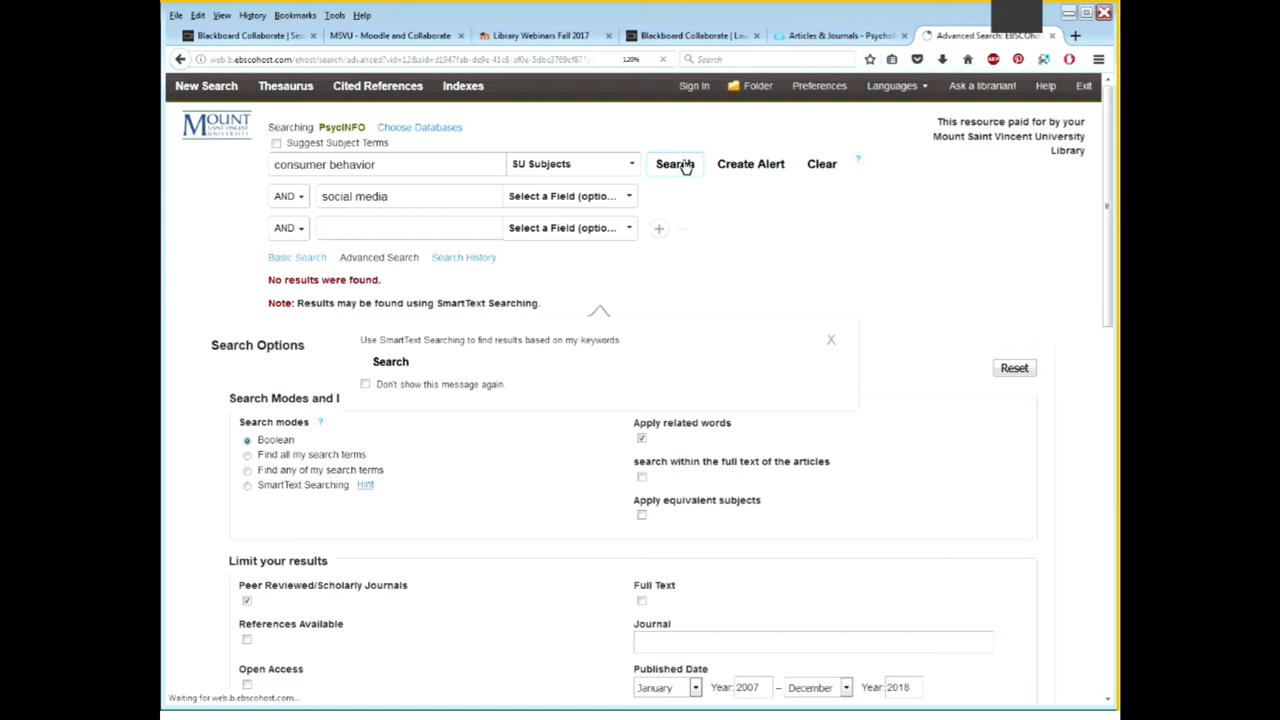 File Edit View History Bookmarks Tools Help
Blackboard Collaborate | Ses MSVU - Moodle and Collaborate Library Webinars Fall 2017 Blackboard Collaborate | Lau Articles & Journals - Psychol Advanced Search: EBSCOhos
120% Search
New Search Thesaurus Cited References Indexes Sign In Folder Preferences Languages Ask a librarian! Help Exit
MOUNT
SAINT VINCENT
UNIVERSITY
Searching: PsycINFO Choose Databases
Suggest Subject Terms
This resource paid for by your
Mount Saint Vincent University
Library
consumer behavior SU Subjects Search Create Alert Clear ?
AND social media Select a Field (optio...
AND Select a Field (optio...
Basic Search Advanced Search Search History
No results were found.
Note: Results may be found using SmartText Searching.
Use SmartText Searching to find results based on my keywords X
Search
Don't show this message again.
Search Options
Reset
Search Modes and
Search modes ?
Boolean
Find all my search terms
Find any of my search terms
SmartText Searching Hint
Apply related words
search within the full text of the articles
Apply equivalent subjects
Limit your results
Peer Reviewed/Scholarly Journals
Full Text
References Available
Journal
Open Access
Published Date
January Year: 2007 – December Year: 2018
Waiting for web.b.ebscohost.com...